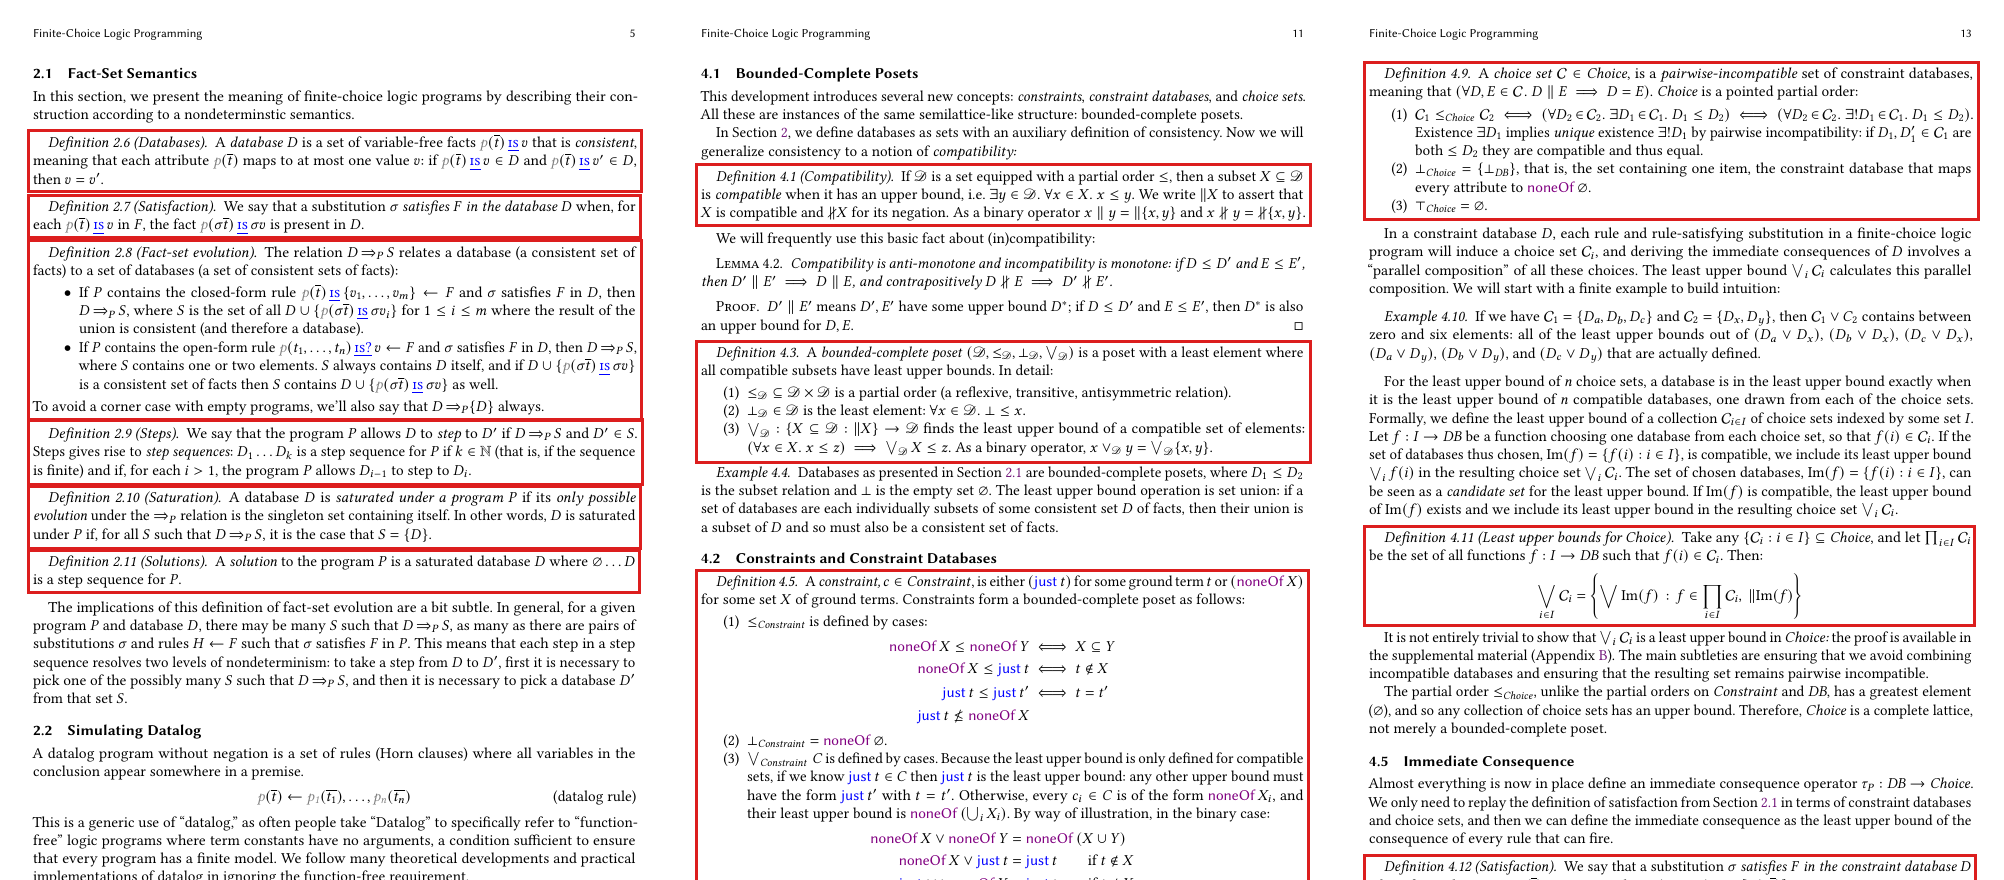 Finite-Choice Logic Programming 5
2.1 Fact-Set Semantics
In this section, we present the meaning of finite-choice logic programs by describing their con-
struction according to a nondeterminstic semantics.
Definition 2.6 (Databases). A database D is a set of variable-free facts p(t̅) is v that is consistent,
meaning that each attribute p(t̅) maps to at most one value v: if p(t̅) is v ∈ D and p(t̅) is v′ ∈ D,
then v = v′.
Definition 2.7 (Satisfaction). We say that a substitution σ satisfies F in the database D when, for
each p(t̅) is v in F, the fact p(σt̅) is σv is present in D.
Definition 2.8 (Fact-set evolution). The relation D ⇒P S relates a database (a consistent set of
facts) to a set of databases (a set of consistent sets of facts):
• If P contains the closed-form rule p(t̅) is {v1, . . . , vm} ← F and σ satisfies F in D, then
D ⇒P S, where S is the set of all D ∪ {p(σt̅) is σvi} for 1 ≤ i ≤ m where the result of the
union is consistent (and therefore a database).
• If P contains the open-form rule p(t1, . . . , tn) is? v ← F and σ satisfies F in D, then D ⇒P S,
where S contains one or two elements. S always contains D itself, and if D ∪ {p(σt̅) is σv}
is a consistent set of facts then S contains D ∪ {p(σt̅) is σv} as well.
To avoid a corner case with empty programs, we'll also say that D ⇒P {D} always.
Definition 2.9 (Steps). We say that the program P allows D to step to D′ if D ⇒P S and D′ ∈ S.
Steps gives rise to step sequences: D1 . . . Dk is a step sequence for P if k ∈ ℕ (that is, if the sequence
is finite) and if, for each i > 1, the program P allows Di−1 to step to Di.
Definition 2.10 (Saturation). A database D is saturated under a program P if its only possible
evolution under the ⇒P relation is the singleton set containing itself. In other words, D is saturated
under P if, for all S such that D ⇒P S, it is the case that S = {D}.
Definition 2.11 (Solutions). A solution to the program P is a saturated database D where ∅ . . . D
is a step sequence for P.
The implications of this definition of fact-set evolution are a bit subtle. In general, for a given
program P and database D, there may be many S such that D ⇒P S, as many as there are pairs of
substitutions σ and rules H ← F such that σ satisfies F in P. This means that each step in a step
sequence resolves two levels of nondeterminism: to take a step from D to D′, first it is necessary to
pick one of the possibly many S such that D ⇒P S, and then it is necessary to pick a database D′
from that set S.
2.2 Simulating Datalog
A datalog program without negation is a set of rules (Horn clauses) where all variables in the
conclusion appear somewhere in a premise.
p(t̅) ← p1(t̅1), . . . , pn(t̅n) (datalog rule)
This is a generic use of “datalog,” as often people take “Datalog” to specifically refer to “function-
free” logic programs where term constants have no arguments, a condition sufficient to ensure
that every program has a finite model. We follow many theoretical developments and practical
implementations of datalog in ignoring the function-free requirement.
Finite-Choice Logic Programming 11
4.1 Bounded-Complete Posets
This development introduces several new concepts: constraints, constraint databases, and choice sets.
All these are instances of the same semilattice-like structure: bounded-complete posets.
In Section 2, we define databases as sets with an auxiliary definition of consistency. Now we will
generalize consistency to a notion of compatibility:
Definition 4.1 (Compatibility). If 𝒟 is a set equipped with a partial order ≤, then a subset X ⊆ 𝒟
is compatible when it has an upper bound, i.e. ∃y ∈ 𝒟. ∀x ∈ X. x ≤ y. We write ∥X to assert that
X is compatible and ∦X for its negation. As a binary operator x ∥ y = ∥{x, y} and x ∦ y = ∦{x, y}.
We will frequently use this basic fact about (in)compatibility:
Lemma 4.2. Compatibility is anti-monotone and incompatibility is monotone: if D ≤ D′ and E ≤ E′,
then D′ ∥ E′ ⟹ D ∥ E, and contrapositively D ∦ E ⟹ D′ ∦ E′.
Proof. D′ ∥ E′ means D′, E′ have some upper bound D*; if D ≤ D′ and E ≤ E′, then D* is also
an upper bound for D, E. □
Definition 4.3. A bounded-complete poset (𝒟, ≤𝒟, ⊥𝒟, ⋁𝒟) is a poset with a least element where
all compatible subsets have least upper bounds. In detail:
(1) ≤𝒟 ⊆ 𝒟 × 𝒟 is a partial order (a reflexive, transitive, antisymmetric relation).
(2) ⊥𝒟 ∈ 𝒟 is the least element: ∀x ∈ 𝒟. ⊥ ≤ x.
(3) ⋁𝒟 : {X ⊆ 𝒟 : ∥X} → 𝒟 finds the least upper bound of a compatible set of elements:
(∀x ∈ X. x ≤ z) ⟹ ⋁𝒟 X ≤ z. As a binary operator, x ∨𝒟 y = ⋁𝒟{x, y}.
Example 4.4. Databases as presented in Section 2.1 are bounded-complete posets, where D1 ≤ D2
is the subset relation and ⊥ is the empty set ∅. The least upper bound operation is set union: if a
set of databases are each individually subsets of some consistent set D of facts, then their union is
a subset of D and so must also be a consistent set of facts.
4.2 Constraints and Constraint Databases
Definition 4.5. A constraint, c ∈ Constraint, is either (just t) for some ground term t or (noneOf X)
for some set X of ground terms. Constraints form a bounded-complete poset as follows:
(1) ≤Constraint is defined by cases:
noneOf X ≤ noneOf Y ⟺ X ⊆ Y
noneOf X ≤ just t ⟺ t ∉ X
just t ≤ just t′ ⟺ t = t′
just t ≰ noneOf X
(2) ⊥Constraint = noneOf ∅.
(3) ⋁Constraint C is defined by cases. Because the least upper bound is only defined for compatible
sets, if we know just t ∈ C then just t is the least upper bound: any other upper bound must
have the form just t′ with t = t′. Otherwise, every ci ∈ C is of the form noneOf Xi, and
their least upper bound is noneOf (⋃i Xi). By way of illustration, in the binary case:
noneOf X ∨ noneOf Y = noneOf (X ∪ Y)
noneOf X ∨ just t = just t if t ∉ X
Finite-Choice Logic Programming 13
Definition 4.9. A choice set C ∈ Choice, is a pairwise-incompatible set of constraint databases,
meaning that (∀D, E ∈ C. D ∥ E ⟹ D = E). Choice is a pointed partial order:
(1) C1 ≤Choice C2 ⟺ (∀D2 ∈ C2. ∃D1 ∈ C1. D1 ≤ D2) ⟺ (∀D2 ∈ C2. ∃!D1 ∈ C1. D1 ≤ D2).
Existence ∃D1 implies unique existence ∃!D1 by pairwise incompatibility: if D1, D′1 ∈ C1 are
both ≤ D2 they are compatible and thus equal.
(2) ⊥Choice = {⊥DB}, that is, the set containing one item, the constraint database that maps
every attribute to noneOf ∅.
(3) ⊤Choice = ∅.
In a constraint database D, each rule and rule-satisfying substitution in a finite-choice logic
program will induce a choice set Ci, and deriving the immediate consequences of D involves a
“parallel composition” of all these choices. The least upper bound ⋁i Ci calculates this parallel
composition. We will start with a finite example to build intuition:
Example 4.10. If we have C1 = {Da, Db, Dc} and C2 = {Dx, Dy}, then C1 ∨ C2 contains between
zero and six elements: all of the least upper bounds out of (Da ∨ Dx), (Db ∨ Dx), (Dc ∨ Dx),
(Da ∨ Dy), (Db ∨ Dy), and (Dc ∨ Dy) that are actually defined.
For the least upper bound of n choice sets, a database is in the least upper bound exactly when
it is the least upper bound of n compatible databases, one drawn from each of the choice sets.
Formally, we define the least upper bound of a collection Ci∈I of choice sets indexed by some set I.
Let f : I → DB be a function choosing one database from each choice set, so that f(i) ∈ Ci. If the
set of databases thus chosen, Im(f) = {f(i) : i ∈ I}, is compatible, we include its least upper bound
⋁i f(i) in the resulting choice set ⋁i Ci. The set of chosen databases, Im(f) = {f(i) : i ∈ I}, can
be seen as a candidate set for the least upper bound. If Im(f) is compatible, the least upper bound
of Im(f) exists and we include its least upper bound in the resulting choice set ⋁i Ci.
Definition 4.11 (Least upper bounds for Choice). Take any {Ci : i ∈ I} ⊆ Choice, and let ∏i∈I Ci
be the set of all functions f : I → DB such that f(i) ∈ Ci. Then:
⋁i∈I Ci = {⋁ Im(f) : f ∈ ∏i∈I Ci, ∥Im(f)}
It is not entirely trivial to show that ⋁i Ci is a least upper bound in Choice: the proof is available in
the supplemental material (Appendix B). The main subtleties are ensuring that we avoid combining
incompatible databases and ensuring that the resulting set remains pairwise incompatible.
The partial order ≤Choice, unlike the partial orders on Constraint and DB, has a greatest element
(∅), and so any collection of choice sets has an upper bound. Therefore, Choice is a complete lattice,
not merely a bounded-complete poset.
4.5 Immediate Consequence
Almost everything is now in place define an immediate consequence operator τP : DB → Choice.
We only need to replay the definition of satisfaction from Section 2.1 in terms of constraint databases
and choice sets, and then we can define the immediate consequence as the least upper bound of the
consequence of every rule that can fire.
Definition 4.12 (Satisfaction). We say that a substitution σ satisfies F in the constraint database D